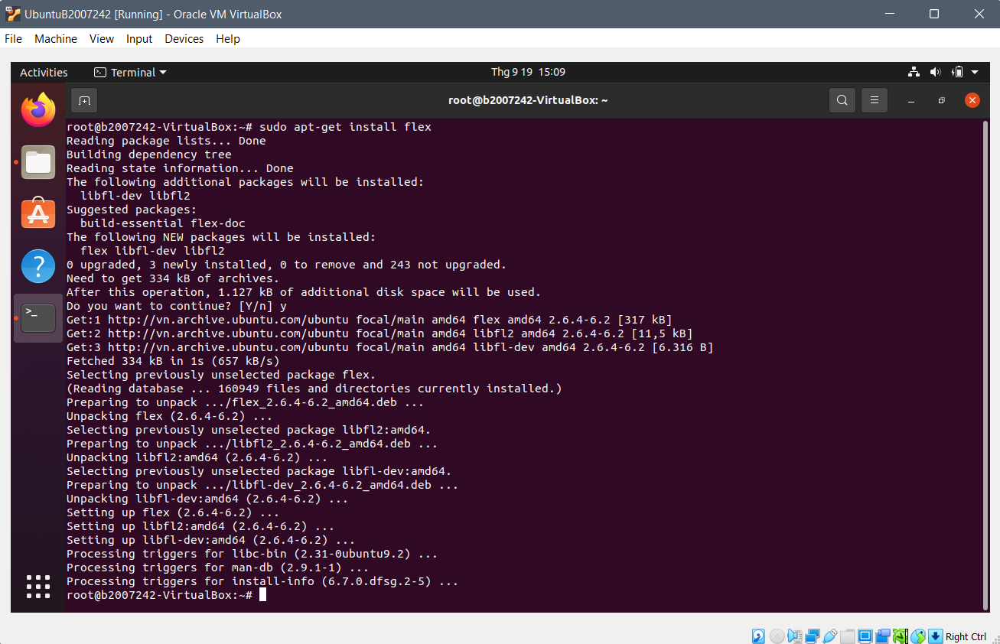 UbuntuB2007242 [Running] - Oracle VM VirtualBox
File Machine View Input Devices Help
Activities Terminal Thg 9 19 15:09
root@b2007242-VirtualBox: ~
root@b2007242-VirtualBox:~# sudo apt-get install flex
Reading package lists... Done
Building dependency tree
Reading state information... Done
The following additional packages will be installed:
  libfl-dev libfl2
Suggested packages:
  build-essential flex-doc
The following NEW packages will be installed:
  flex libfl-dev libfl2
0 upgraded, 3 newly installed, 0 to remove and 243 not upgraded.
Need to get 334 kB of archives.
After this operation, 1.127 kB of additional disk space will be used.
Do you want to continue? [Y/n] y
Get:1 http://vn.archive.ubuntu.com/ubuntu focal/main amd64 flex amd64 2.6.4-6.2 [317 kB]
Get:2 http://vn.archive.ubuntu.com/ubuntu focal/main amd64 libfl2 amd64 2.6.4-6.2 [11,5 kB]
Get:3 http://vn.archive.ubuntu.com/ubuntu focal/main amd64 libfl-dev amd64 2.6.4-6.2 [6.316 B]
Fetched 334 kB in 1s (657 kB/s)
Selecting previously unselected package flex.
(Reading database ... 160949 files and directories currently installed.)
Preparing to unpack .../flex_2.6.4-6.2_amd64.deb ...
Unpacking flex (2.6.4-6.2) ...
Selecting previously unselected package libfl2:amd64.
Preparing to unpack .../libfl2_2.6.4-6.2_amd64.deb ...
Unpacking libfl2:amd64 (2.6.4-6.2) ...
Selecting previously unselected package libfl-dev:amd64.
Preparing to unpack .../libfl-dev_2.6.4-6.2_amd64.deb ...
Unpacking libfl-dev:amd64 (2.6.4-6.2) ...
Setting up flex (2.6.4-6.2) ...
Setting up libfl2:amd64 (2.6.4-6.2) ...
Setting up libfl-dev:amd64 (2.6.4-6.2) ...
Processing triggers for libc-bin (2.31-0ubuntu9.2) ...
Processing triggers for man-db (2.9.1-1) ...
Processing triggers for install-info (6.7.0.dfsg.2-5) ...
root@b2007242-VirtualBox:~#
Right Ctrl